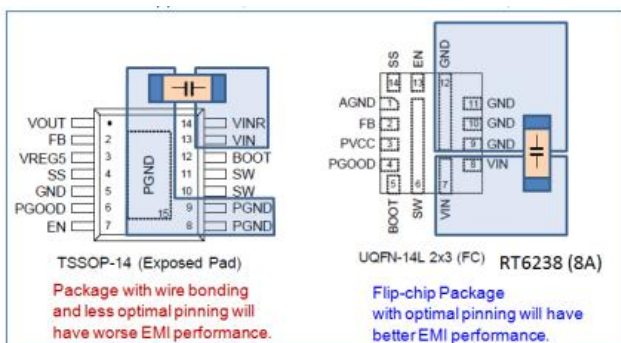 VOUT
FB
VREG5
SS
GND
PGOOD
EN
2
3
4
5
6
7
PGND
15
14
13
12
11
10
9
8
VINR
VIN
BOOT
SW
SW
PGND
PGND
TSSOP-14 (Exposed Pad)
Package with wire bonding
and less optimal pinning will
have worse EMI performance.
SS
EN
GND
14
13
12
AGND
FB
PVCC
PGOOD
1
2
3
4
11
10
9
8
GND
GND
GND
VIN
5
6
7
BOOT
SW
VIN
UQFN-14L 2x3 (FC) RT6238 (8A)
Flip-chip Package
with optimal pinning will have
better EMI performance.